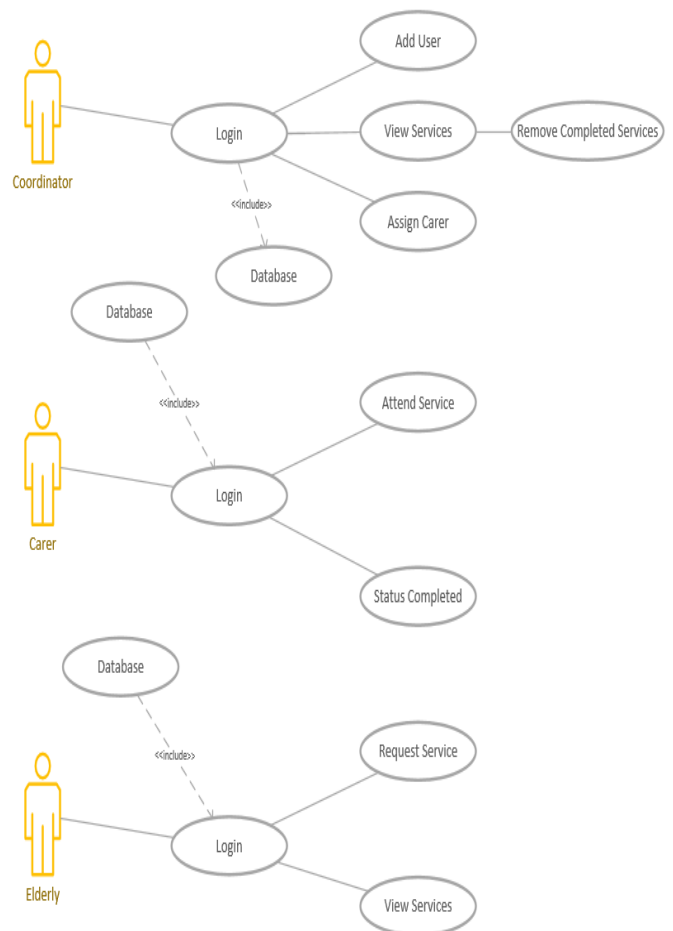 Add User
Login
View Services
Remove Completed Services
Coordinator
<<include>>
Assign Carer
Database
Database
<<include>>
Attend Service
Login
Carer
Status Completed
Database
<<include>>
Request Service
Login
Elderly
View Services